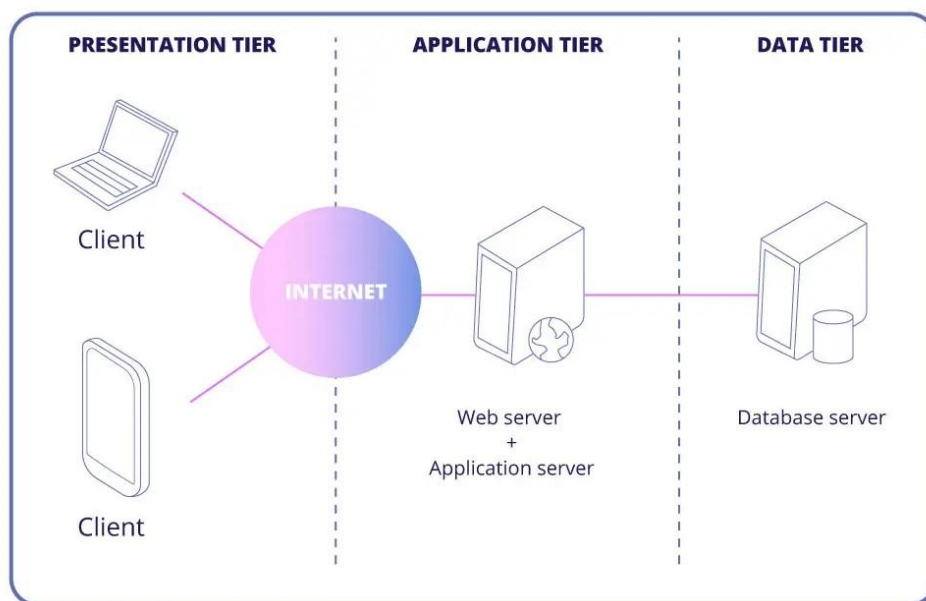 PRESENTATION TIER
APPLICATION TIER
DATA TIER
Client
INTERNET
Client
Web server
+
Application server
Database server